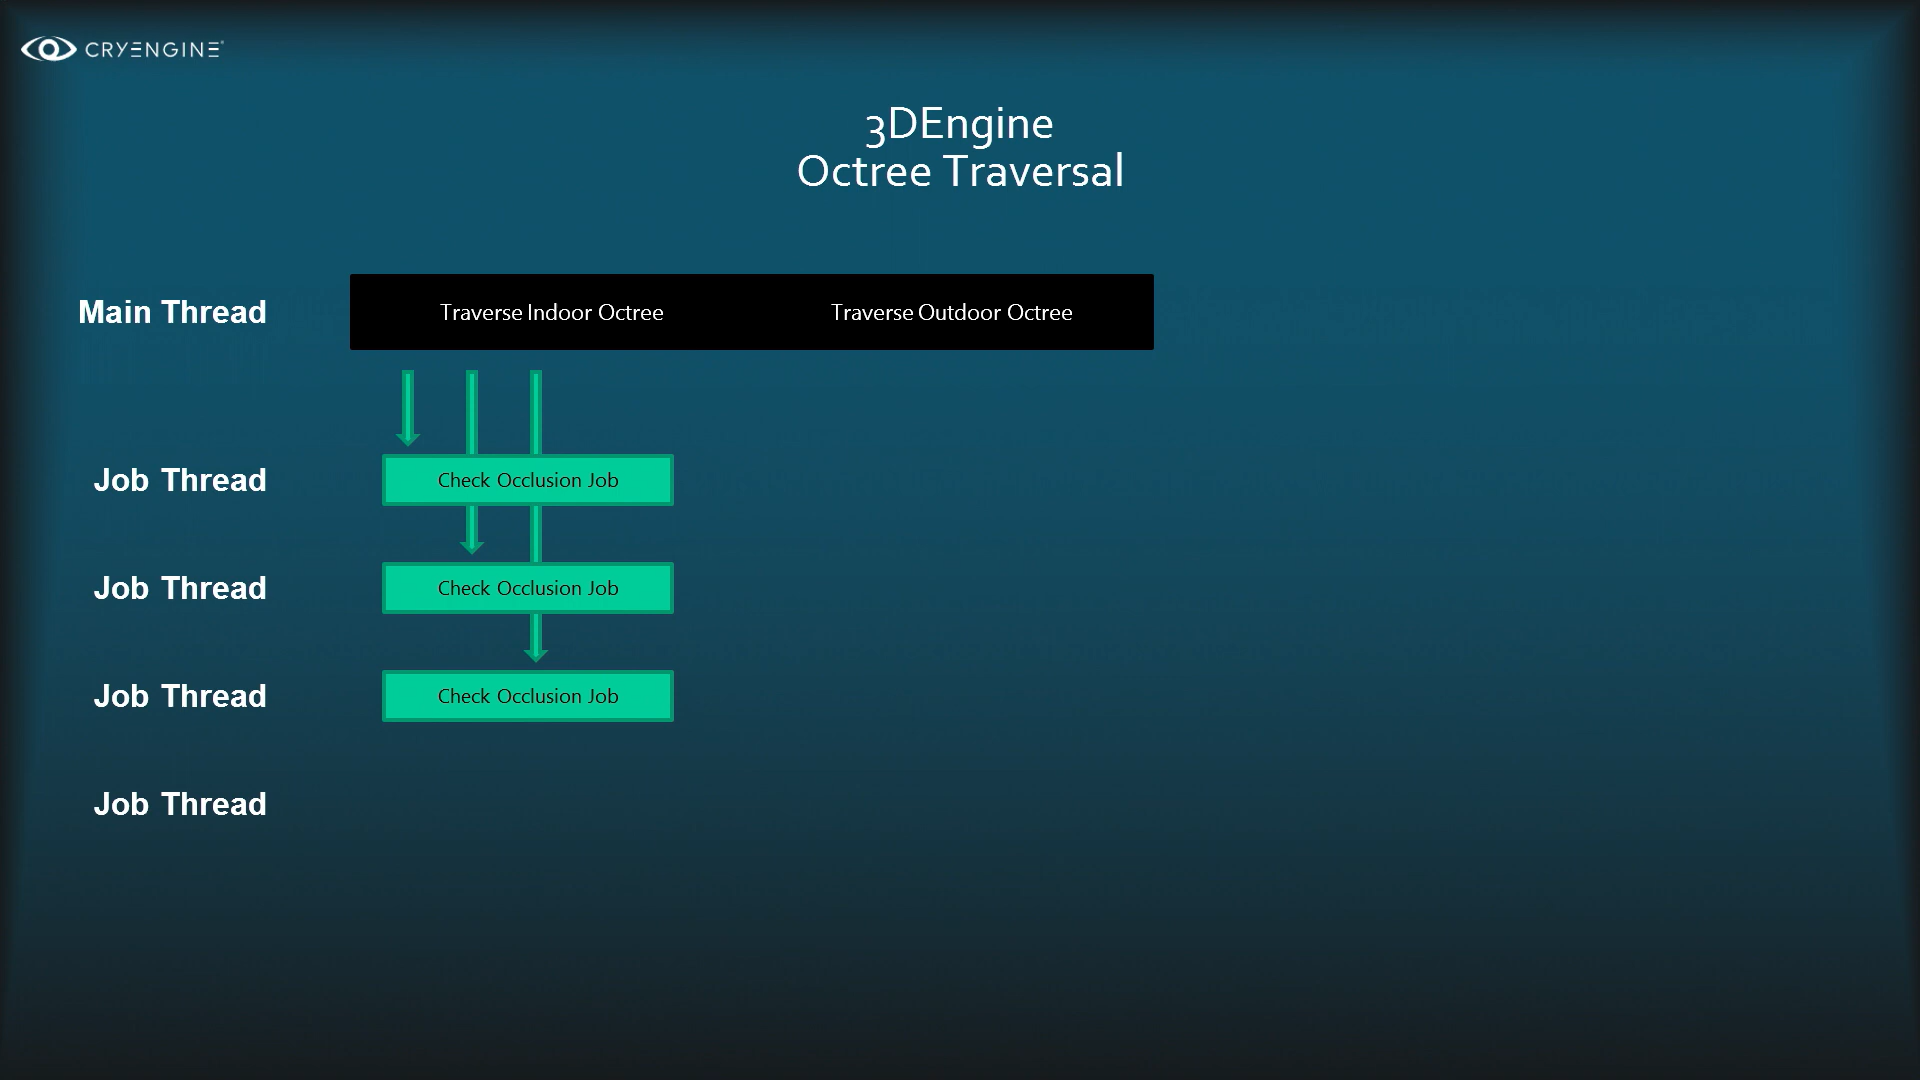 CRYENGINE
3DEngine
Octree Traversal
Main Thread
Traverse Indoor Octree
Traverse Outdoor Octree
Job Thread
Check Occlusion Job
Job Thread
Check Occlusion Job
Job Thread
Check Occlusion Job
Job Thread